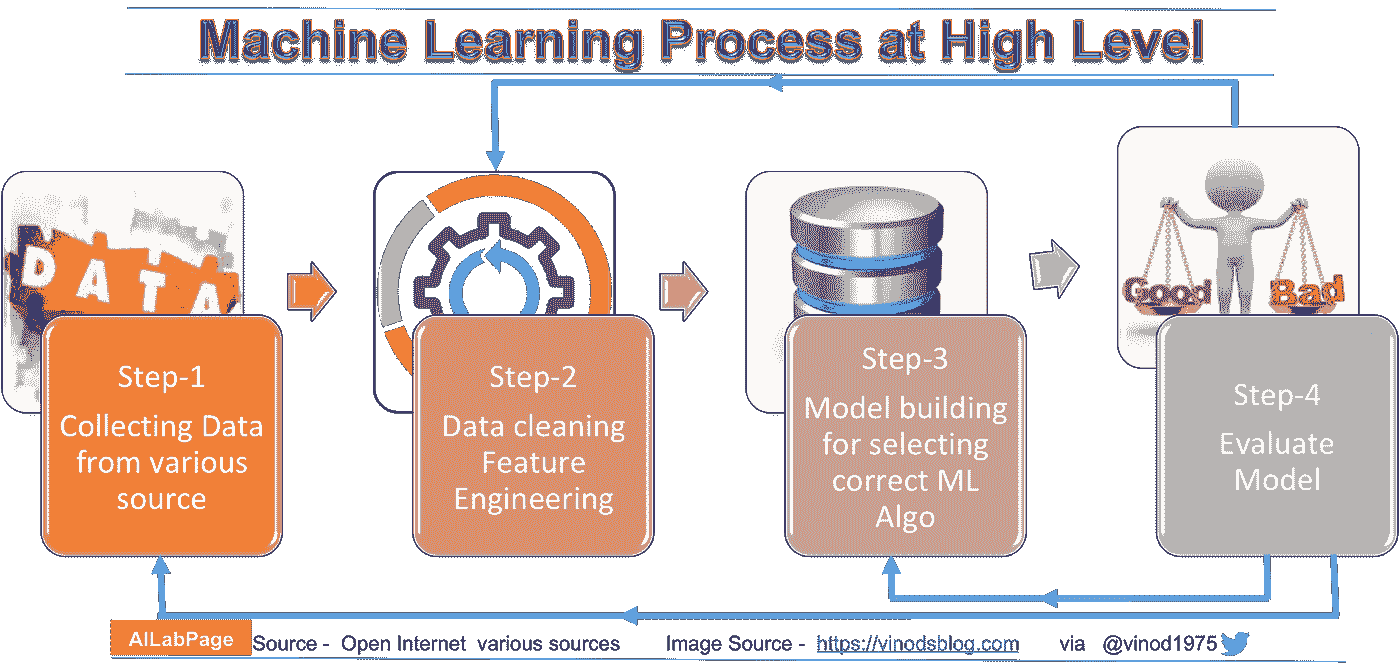 Machine Learning Process at High Level
DATA
Good
Bad
Step-1
Collecting Data
from various
source
Step-2
Data cleaning
Feature
Engineering
Step-3
Model building
for selecting
correct ML
Algo
Step-4
Evaluate
Model
AILabPage Source - Open Internet various sources Image Source - https://vinodsblog.com via @vinod1975